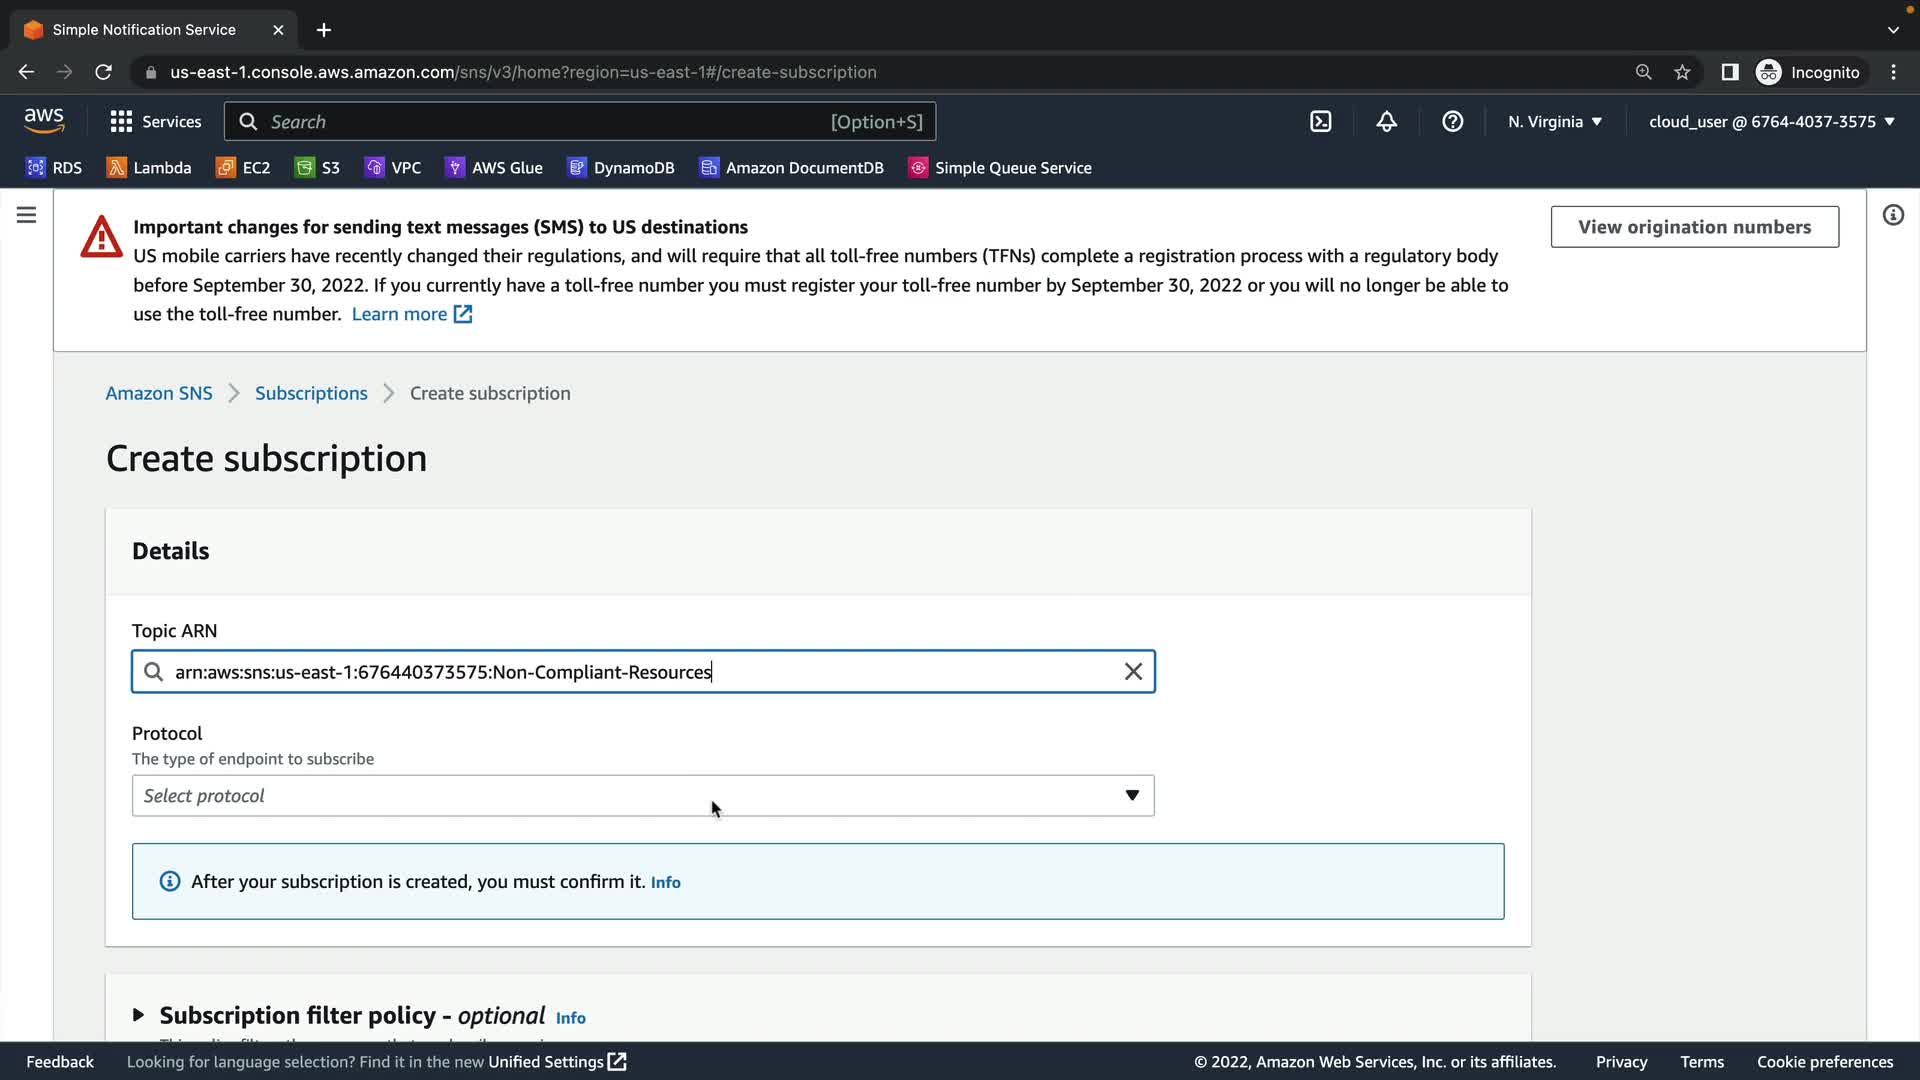 Simple Notification Service
us-east-1.console.aws.amazon.com/sns/v3/home?region=us-east-1#/create-subscription
Incognito
aws
Services
Search
[Option+S]
N. Virginia
cloud_user @ 6764-4037-3575
RDS
Lambda
EC2
S3
VPC
AWS Glue
DynamoDB
Amazon DocumentDB
Simple Queue Service
Important changes for sending text messages (SMS) to US destinations
US mobile carriers have recently changed their regulations, and will require that all toll-free numbers (TFNs) complete a registration process with a regulatory body
before September 30, 2022. If you currently have a toll-free number you must register your toll-free number by September 30, 2022 or you will no longer be able to
use the toll-free number. Learn more
View origination numbers
Amazon SNS
Subscriptions
Create subscription
Create subscription
Details
Topic ARN
arn:aws:sns:us-east-1:676440373575:Non-Compliant-Resources
Protocol
The type of endpoint to subscribe
Select protocol
After your subscription is created, you must confirm it. Info
Subscription filter policy - optional Info
Feedback
Looking for language selection? Find it in the new Unified Settings
© 2022, Amazon Web Services, Inc. or its affiliates.
Privacy
Terms
Cookie preferences